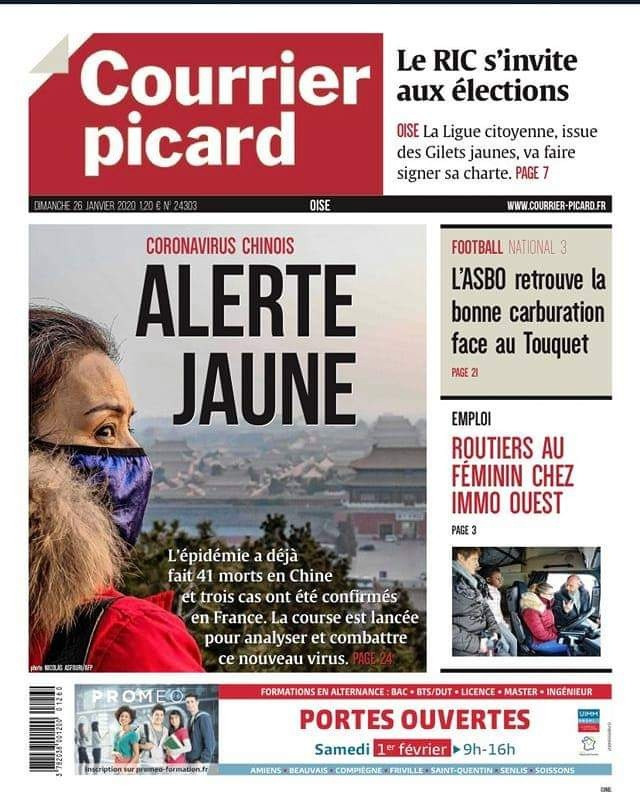 Courrier
picard
Le RIC s'invite
aux élections
OISE La Ligue citoyenne, issue
des Gilets jaunes, va faire
signer sa charte. PAGE 7
DIMANCHE 26 JANVIER 2020 1,20 € N° 24303
OISE
WWW.COURRIER-PICARD.FR
CORONAVIRUS CHINOIS
ALERTE
JAUNE
L'épidémie a déjà
fait 41 morts en Chine
et trois cas ont été confirmés
en France. La course est lancée
pour analyser et combattre
ce nouveau virus. PAGE 24
photo NICOLAS ASFOURI/AFP
FOOTBALL NATIONAL 3
L'ASBO retrouve la
bonne carburation
face au Touquet
PAGE 21
EMPLOI
ROUTIERS AU
FÉMININ CHEZ
IMMO OUEST
PAGE 3
PROMEO
Inscription sur promeo-formation.fr
FORMATIONS EN ALTERNANCE : BAC • BTS/DUT • LICENCE • MASTER • INGÉNIEUR
PORTES OUVERTES
Samedi 1er février 9h-16h
AMIENS - BEAUVAIS - COMPIÈGNE - FRIVILLE - SAINT-QUENTIN - SENLIS - SOISSONS
UIMM